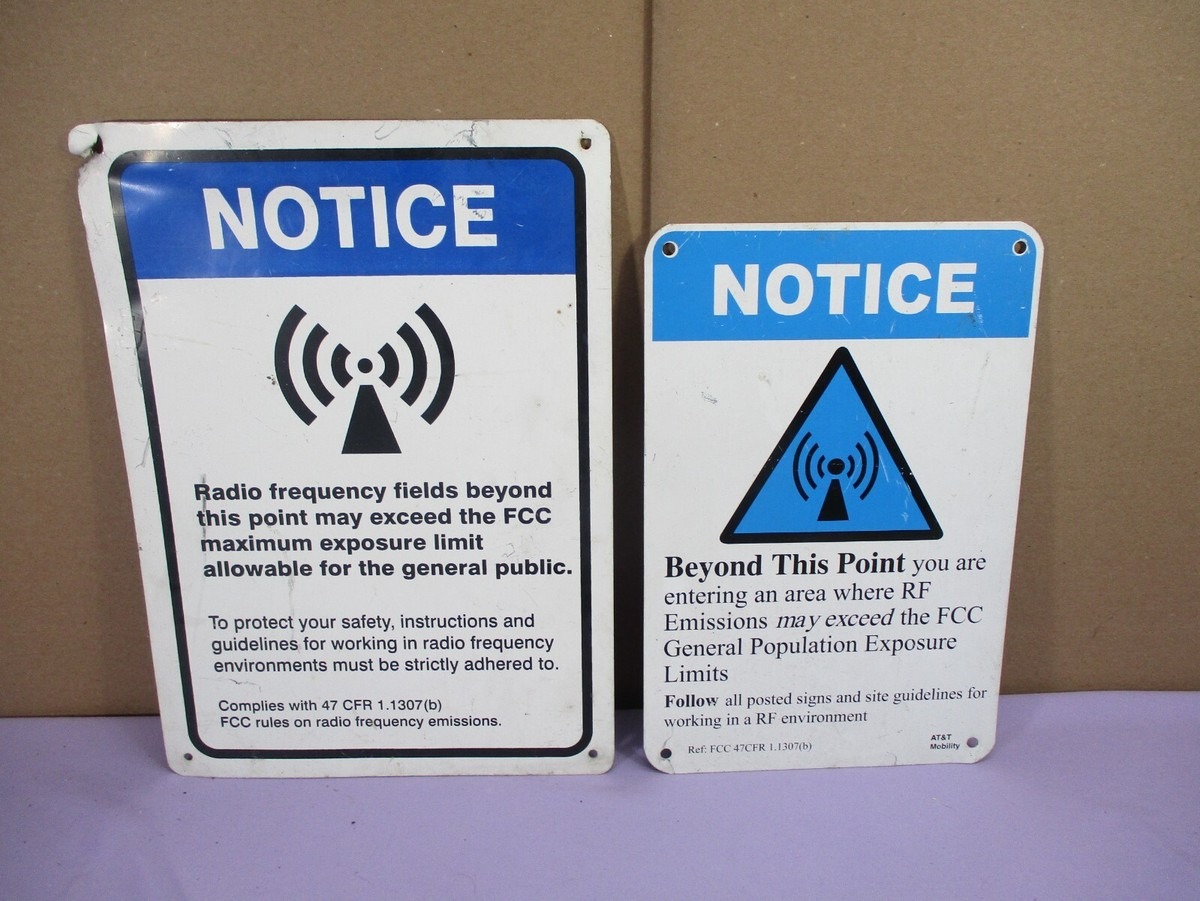 NOTICE
Radio frequency fields beyond
this point may exceed the FCC
maximum exposure limit
allowable for the general public.
To protect your safety, instructions and
guidelines for working in radio frequency
environments must be strictly adhered to.
Complies with 47 CFR 1.1307(b)
FCC rules on radio frequency emissions.
NOTICE
Beyond This Point you are
entering an area where RF
Emissions may exceed the FCC
General Population Exposure
Limits
Follow all posted signs and site guidelines for
working in a RF environment
Ref: FCC 47CFR 1.1307(b)
AT&T
Mobility